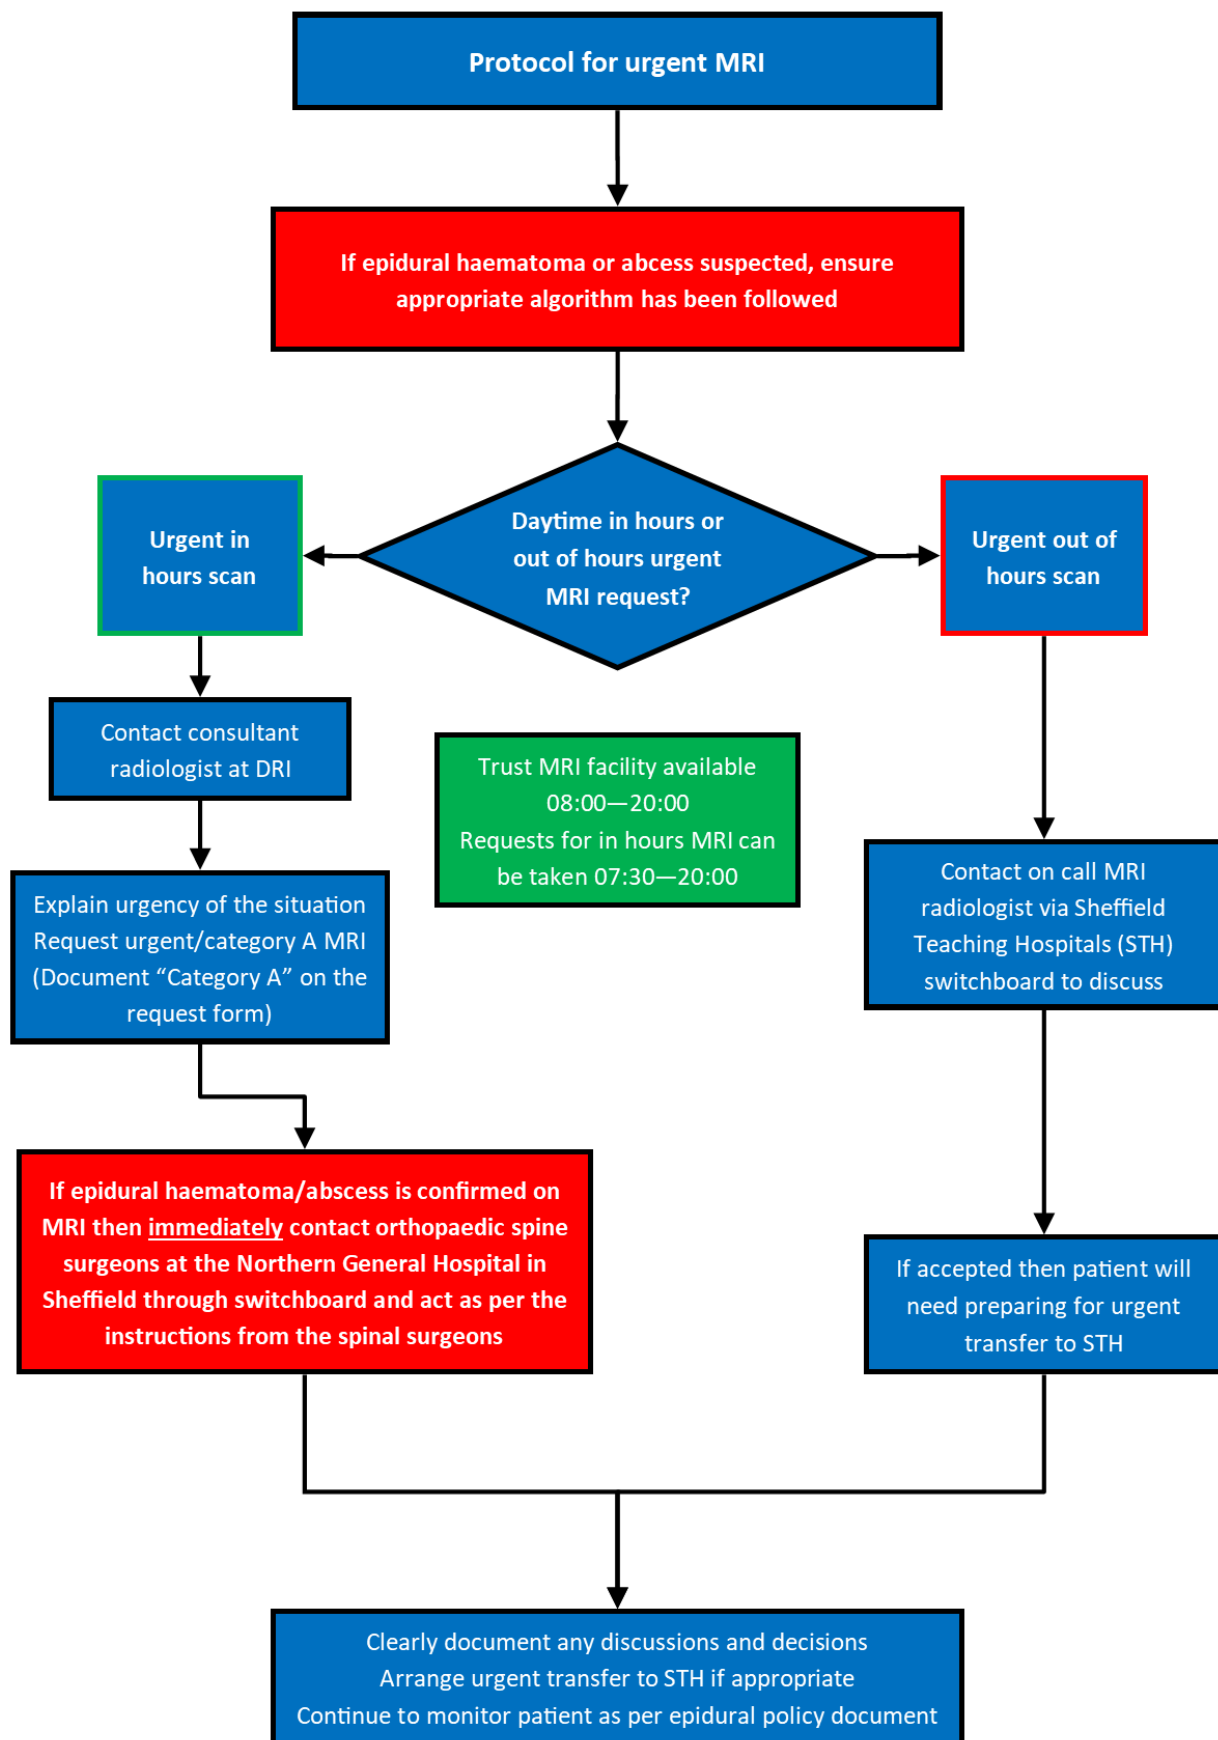 Protocol for urgent MRI
If epidural haematoma or abcess suspected, ensure
appropriate algorithm has been followed
Daytime in hours or
out of hours urgent
MRI request?
Urgent in
hours scan
Urgent out of
hours scan
Contact consultant
radiologist at DRI
Trust MRI facility available
08:00—20:00
Requests for in hours MRI can
be taken 07:30—20:00
Explain urgency of the situation
Request urgent/category A MRI
(Document “Category A” on the
request form)
Contact on call MRI
radiologist via Sheffield
Teaching Hospitals (STH)
switchboard to discuss
If epidural haematoma/abscess is confirmed on
MRI then immediately contact orthopaedic spine
surgeons at the Northern General Hospital in
Sheffield through switchboard and act as per the
instructions from the spinal surgeons
If accepted then patient will
need preparing for urgent
transfer to STH
Clearly document any discussions and decisions
Arrange urgent transfer to STH if appropriate
Continue to monitor patient as per epidural policy document